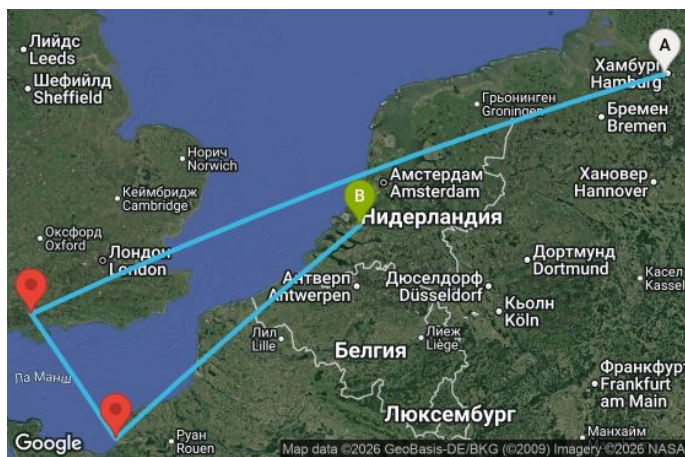 Лийдс
Leeds
Шефийлд
Sheffield
A
Хамбург
Hamburg
Грьонинген
Groningen
Бремен
Bremen
Норич
Norwich
Амстердам
Amsterdam
Хановер
Hannover
Кеймбридж
Cambridge
B
Нидерландия
Оксфорд
Oxford
Лондон
London
Дортмунд
Dortmund
Антверп
Antwerpen
Дюселдорф
Düsseldorf
Касел
Kassel
Кьолн
Köln
Лил
Lille
Лиеж
Liège
Белгия
Ла Манш
Франкфурт
Frankfurt
am Main
Люксембург
Руан
Rouen
Манхайм
Google
Map data ©2026 GeoBasis-DE/BKG (©2009) Imagery ©2026 NASA